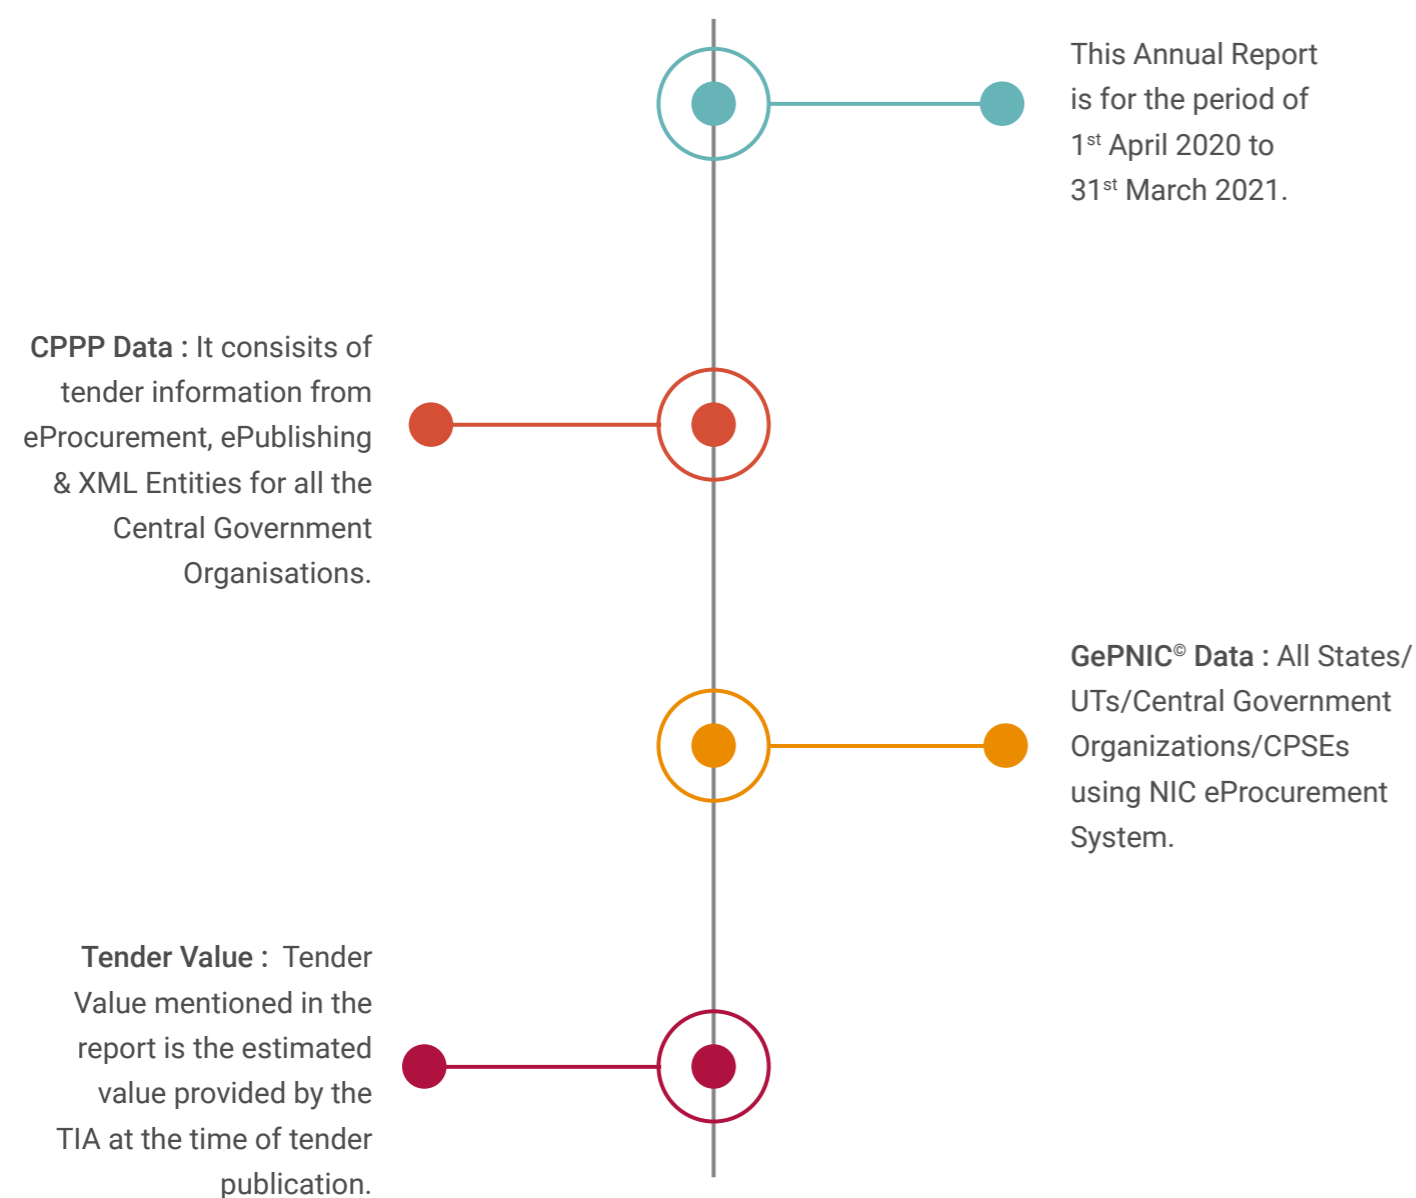 This Annual Report
is for the period of
1st April 2020 to
31st March 2021.
CPPP Data : It consisits of
tender information from
eProcurement, ePublishing
& XML Entities for all the
Central Government
Organisations.
GePNIC© Data : All States/
UTs/Central Government
Organizations/CPSEs
using NIC eProcurement
System.
Tender Value : Tender
Value mentioned in the
report is the estimated
value provided by the
TIA at the time of tender
publication.